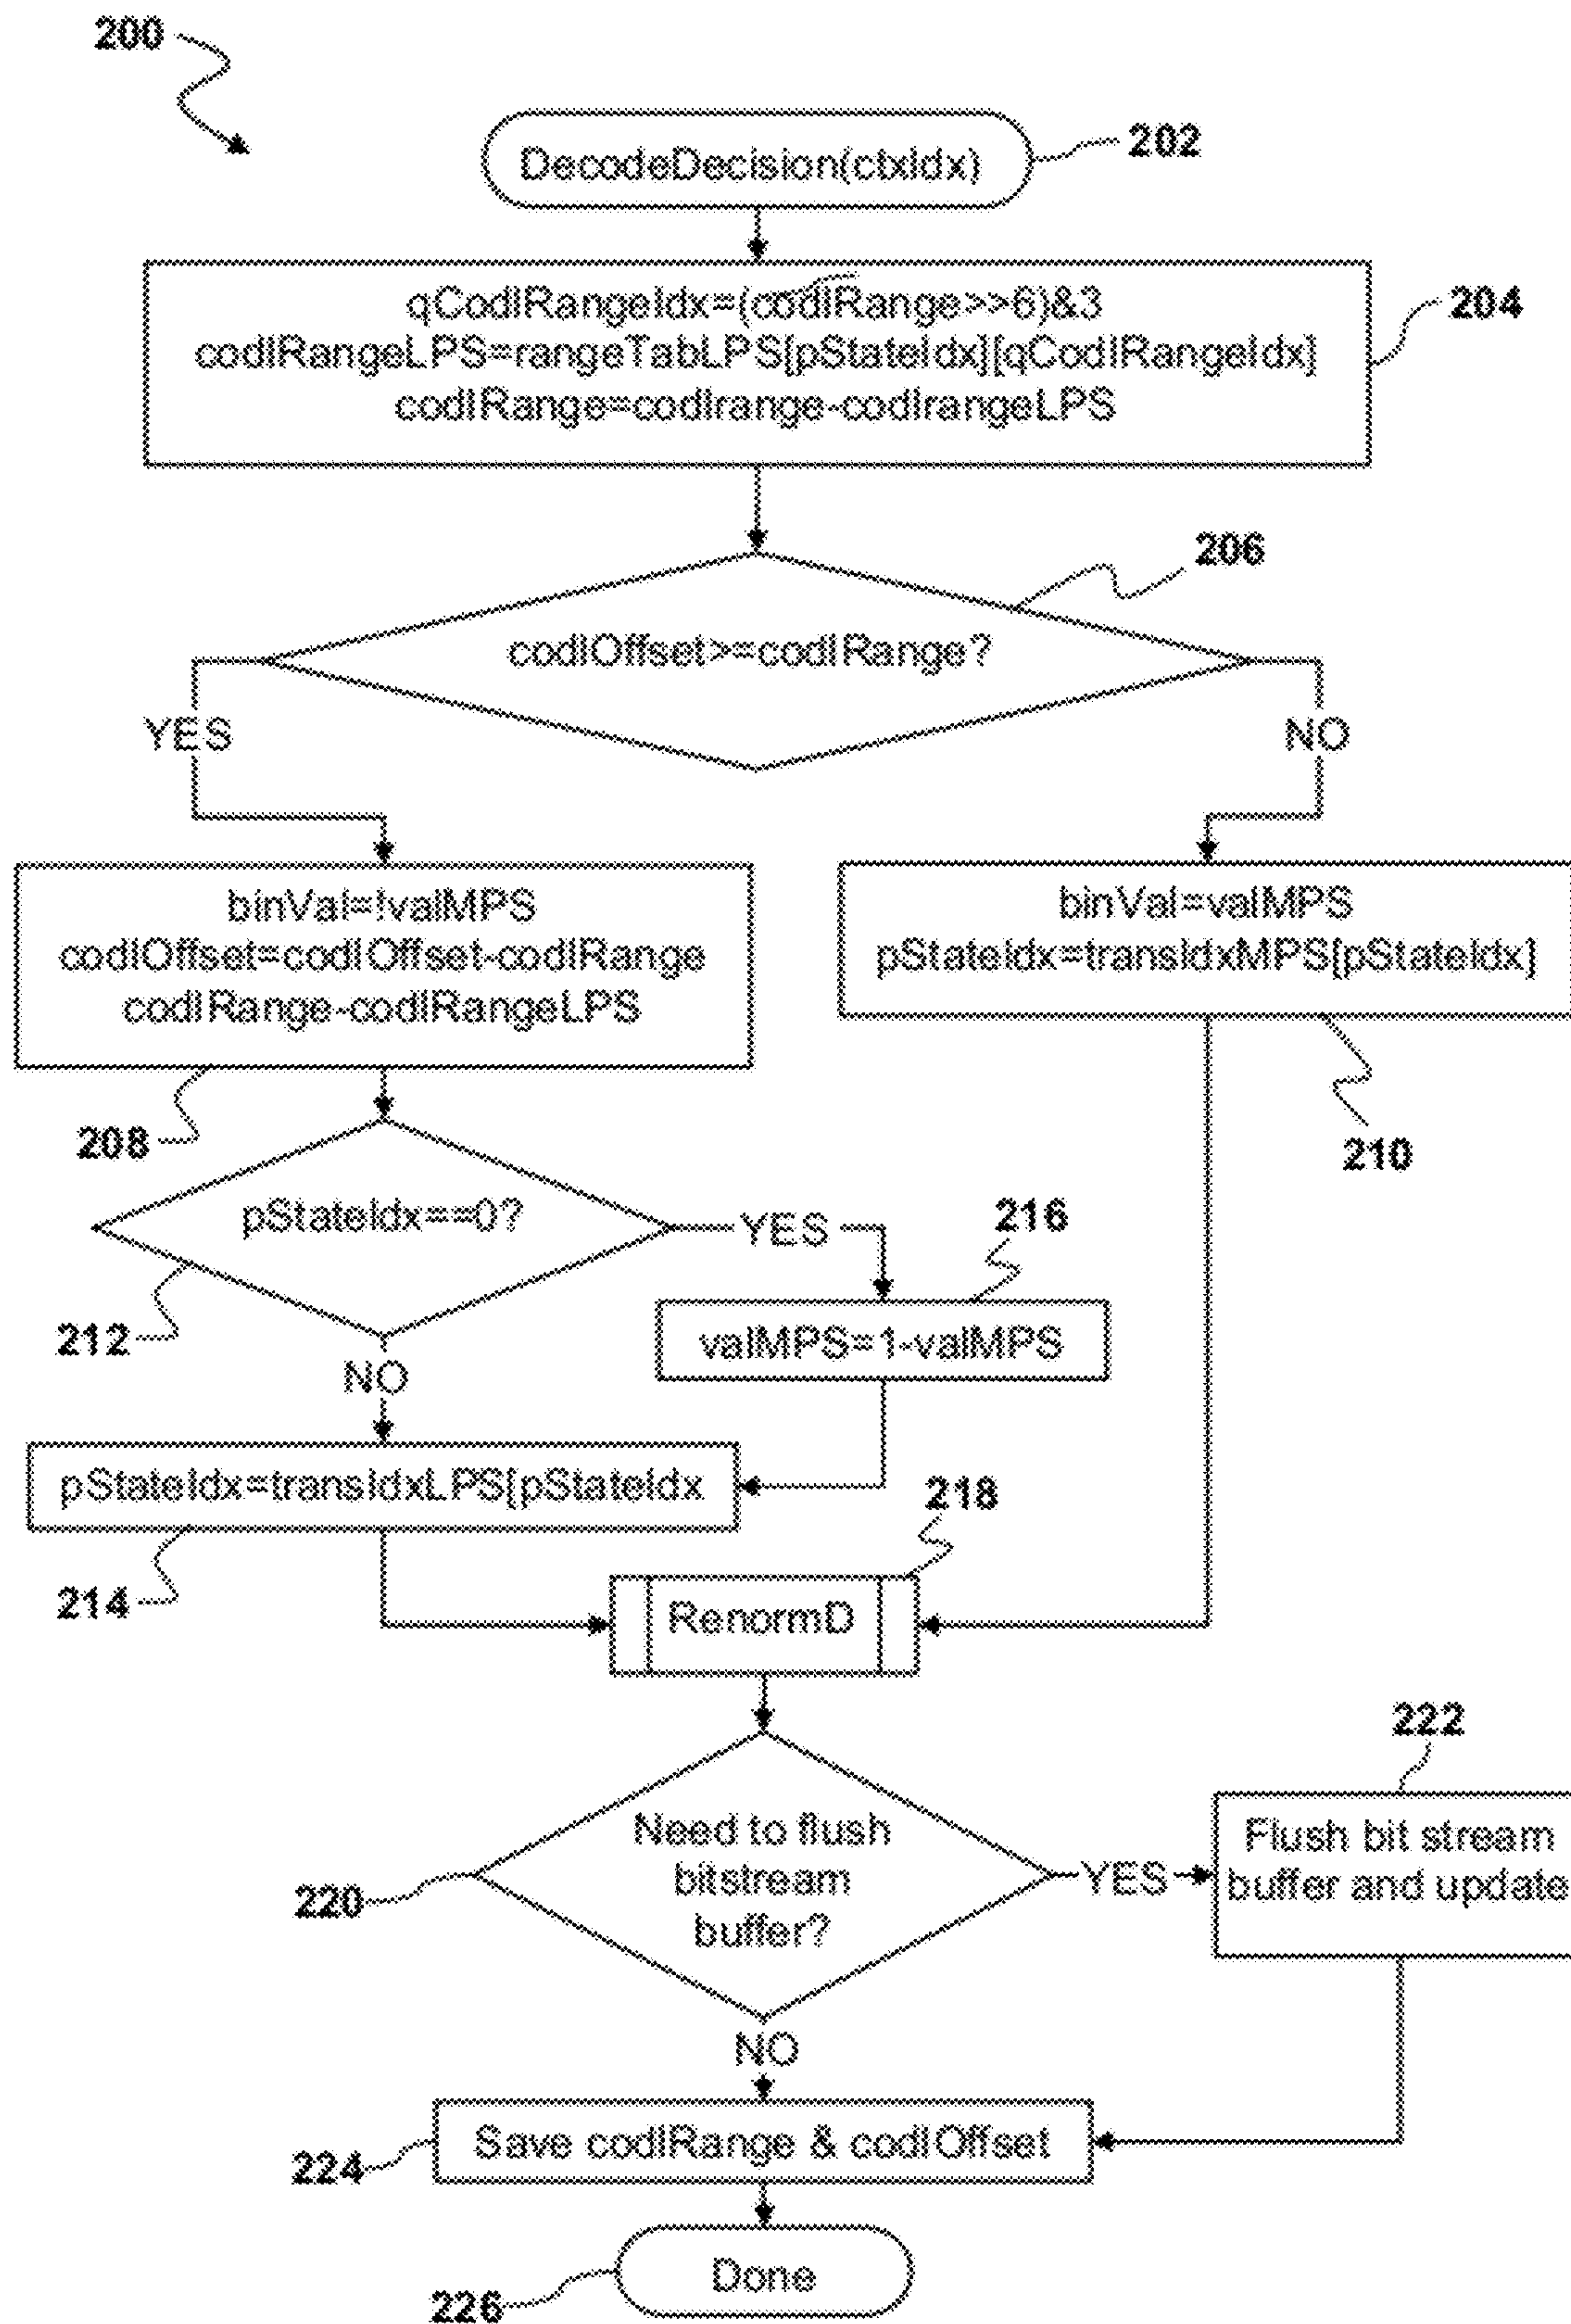 200
DecodeDecision(ctxIdx)
202
qCodIRangeIdx=(codIRange>>6)&3
codIRangeLPS=rangeTabLPS[pStateIdx][qCodIRangeIdx]
codIRange=codIrange-codIrangeLPS
204
206
codIOffset>=codIRange?
YES
NO
binVal=!valMPS
codIOffset=codIOffset-codIRange
codIRange-codIRangeLPS
binVal=valMPS
pStateIdx=transIdxMPS[pStateIdx]
208
210
pStateIdx==0?
YES
216
212
valMPS=1-valMPS
NO
pStateIdx=transIdxLPS[pStateIdx
218
214
RenormD
222
Need to flush
bitstream
buffer?
YES
Flush bit stream
buffer and update
220
NO
Save codIRange & codIOffset
224
Done
226